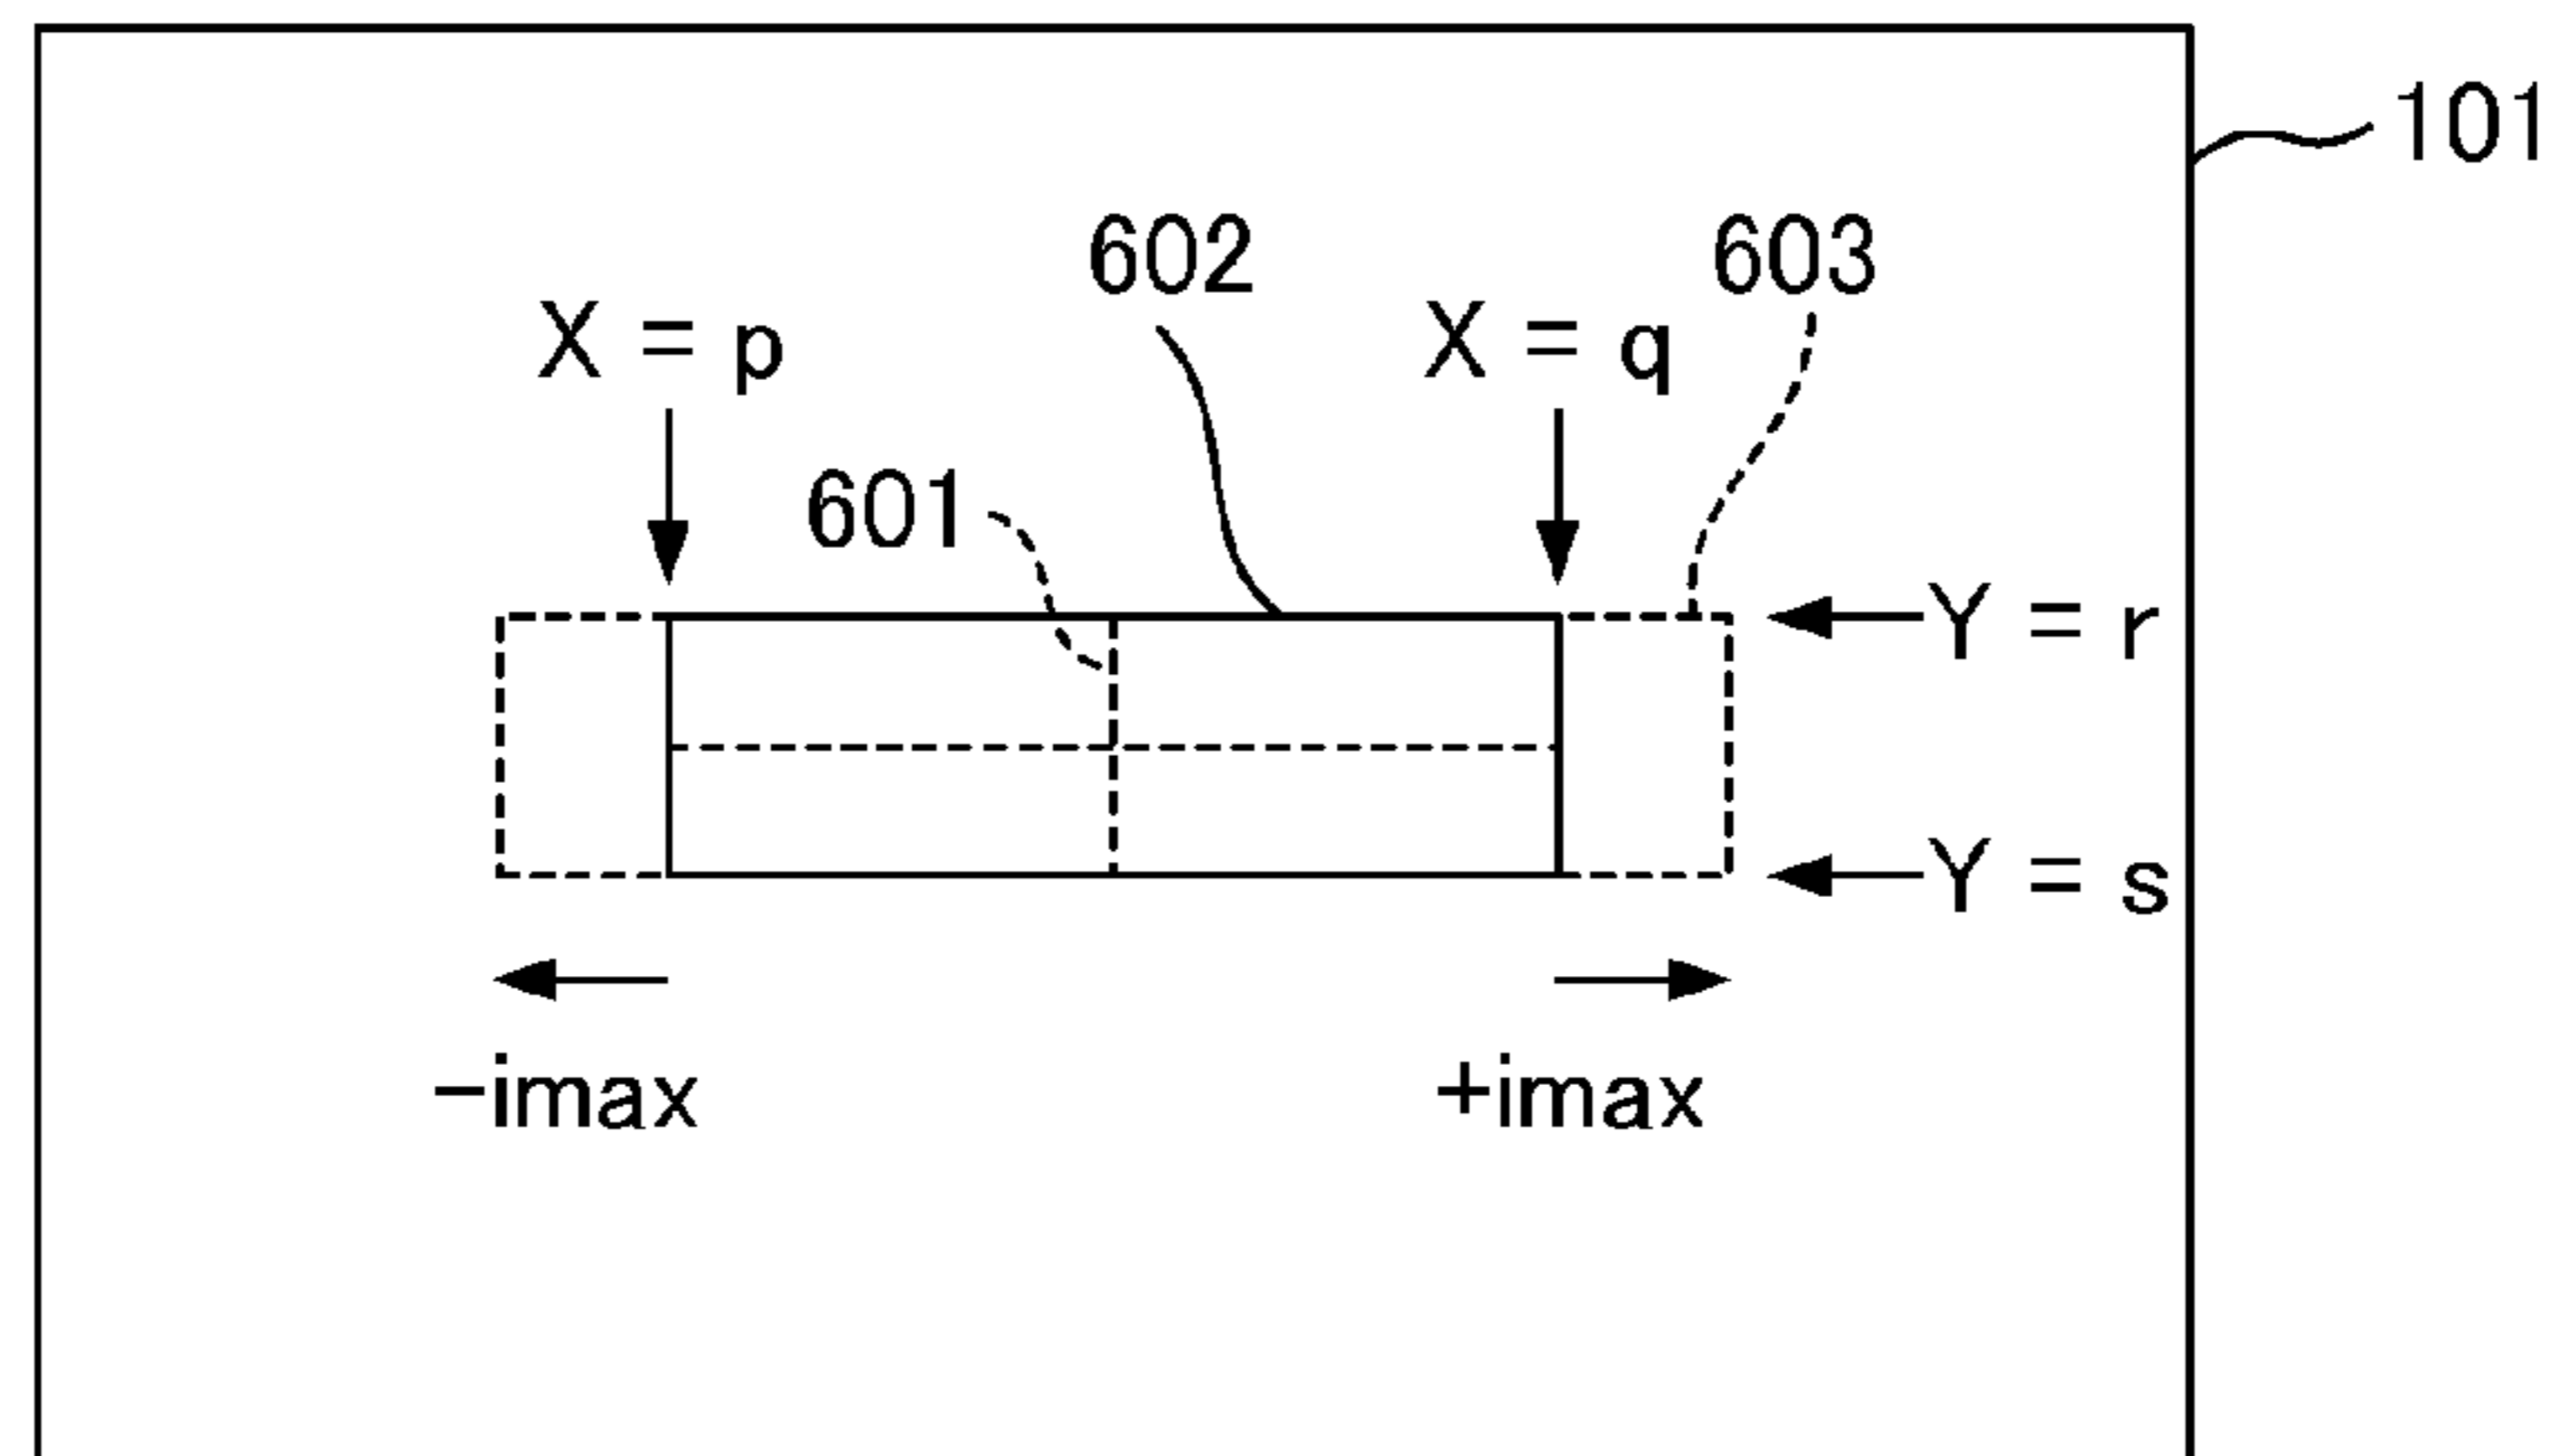 101
602
603
X = p
X = q
601
Y = r
Y = s
−imax
+imax